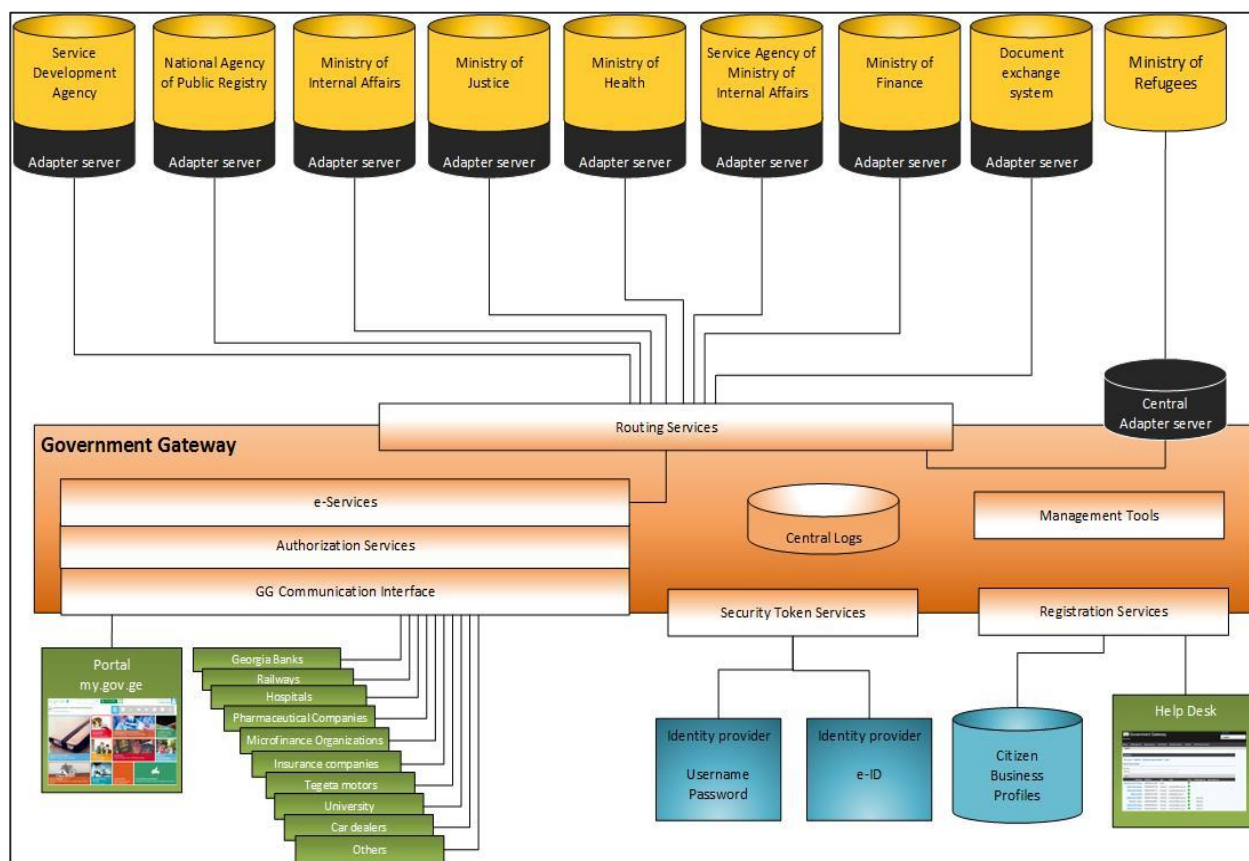 Service
Development
Agency
National Agency
of Public Registry
Ministry of
Internal Affairs
Ministry of
Justice
Ministry of
Health
Service Agency of
Ministry of
Internal Affairs
Ministry of
Finance
Document
exchange
system
Ministry of
Refugees
Adapter server
Adapter server
Adapter server
Adapter server
Adapter server
Adapter server
Adapter server
Adapter server
Central
Adapter server
Routing Services
Government Gateway
e-Services
Authorization Services
GG Communication Interface
Central Logs
Management Tools
Security Token Services
Registration Services
Portal
my.gov.ge
Georgia Banks
Railways
Hospitals
Pharmaceutical Companies
Microfinance Organizations
Insurance companies
Tegeta motors
University
Car dealers
Others
Identity provider
Username
Password
Identity provider
e-ID
Citizen
Business
Profiles
Help Desk
Government Gateway